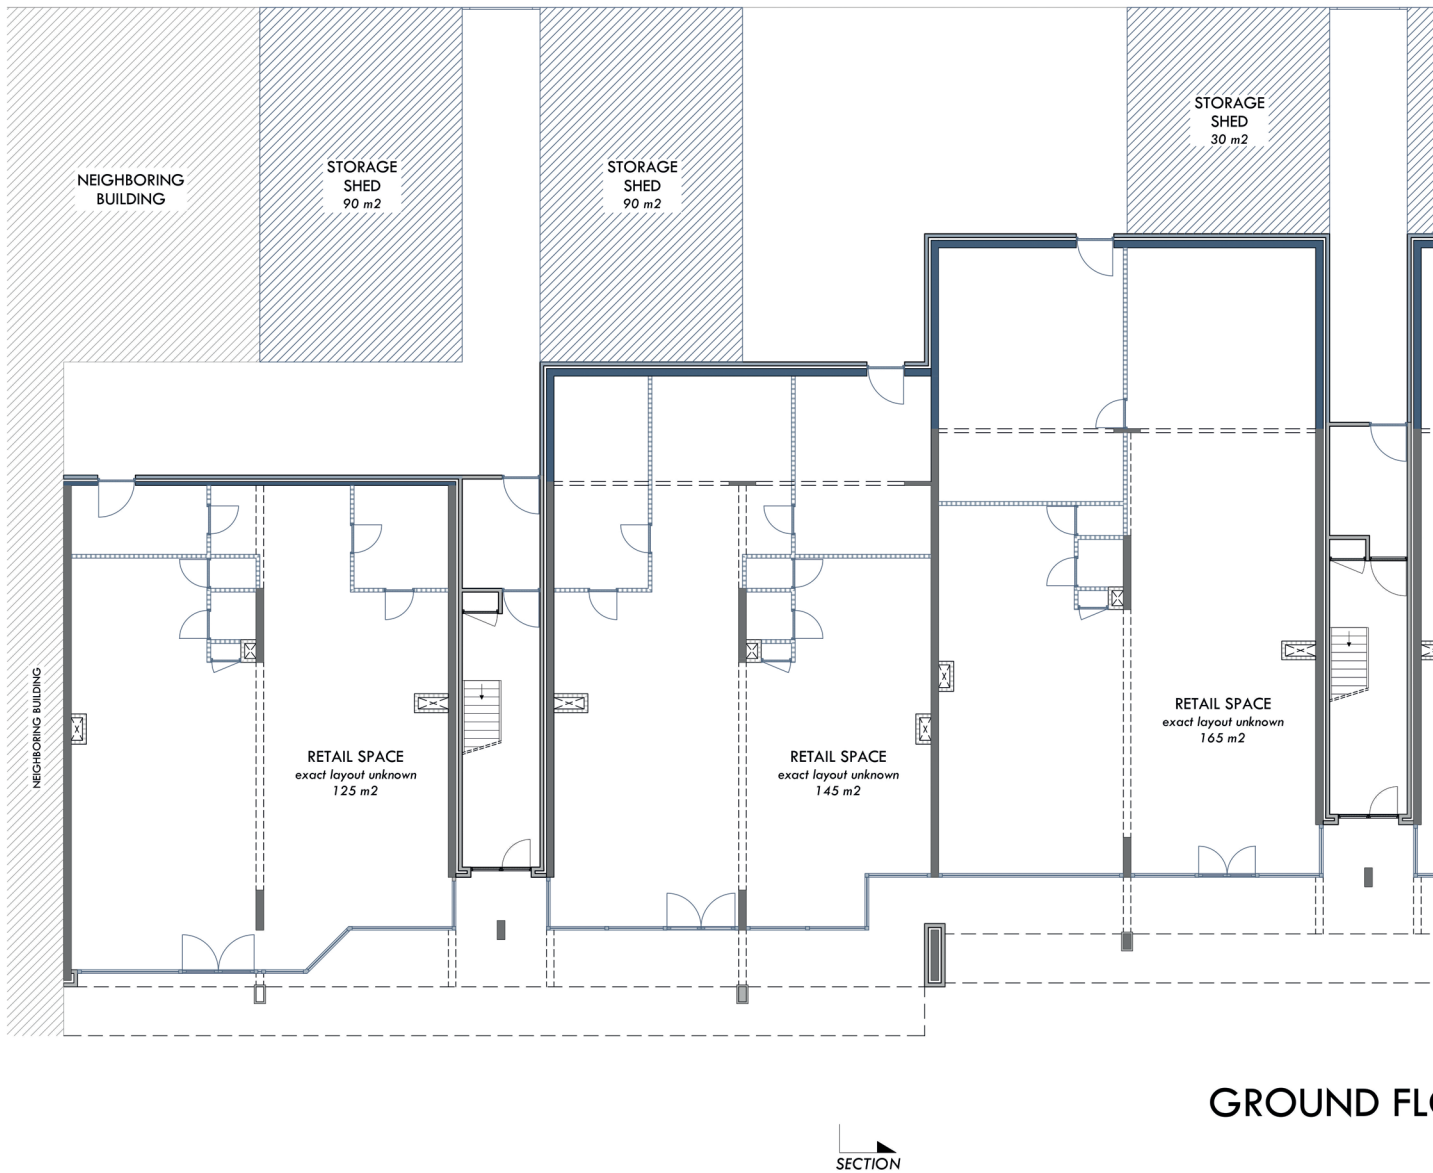 STORAGE
SHED
30 m2
STORAGE
SHED
90 m2
STORAGE
SHED
90 m2
NEIGHBORING
BUILDING
NEIGHBORING BUILDING
RETAIL SPACE
exact layout unknown
125 m2
RETAIL SPACE
exact layout unknown
145 m2
RETAIL SPACE
exact layout unknown
165 m2
GROUND FL
SECTION